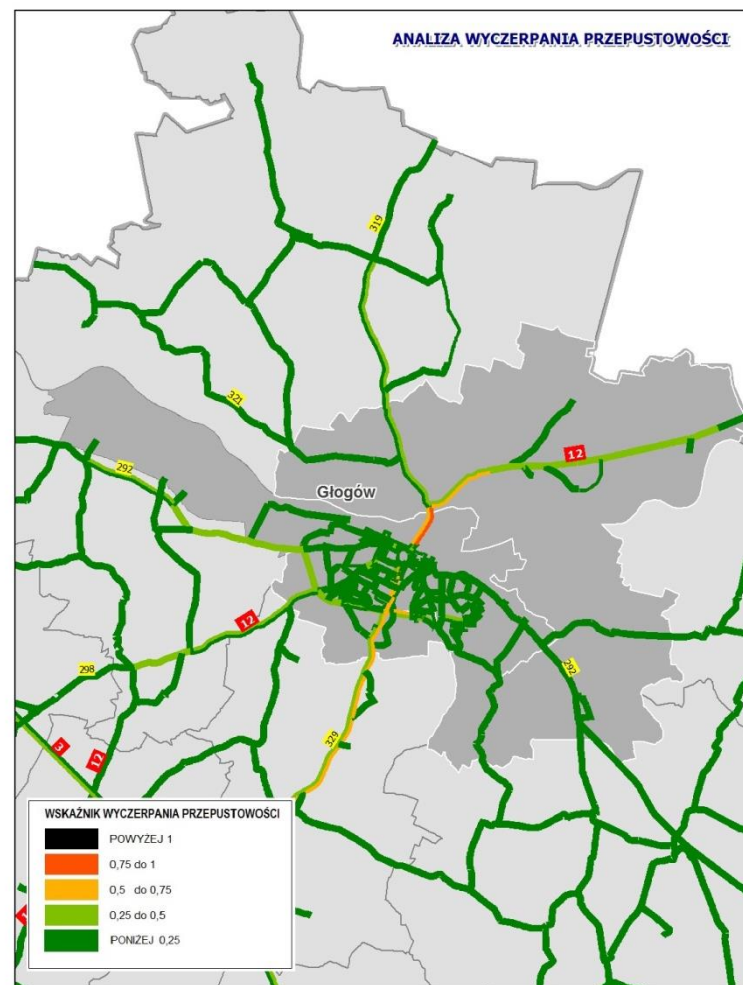 ANALIZA WYCZERPANIA PRZEPUSTOWOŚCI
319
321
12
292
Głogów
12
298
292
3
12
329
WSKAŹNIK WYCZERPANIA PRZEPUSTOWOŚCI
POWYŻEJ 1
0,75 do 1
0,5 do 0,75
0,25 do 0,5
PONIŻEJ 0,25